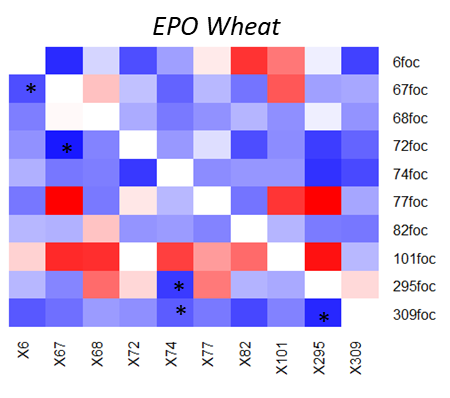 EPO Wheat
6foc
67foc
*
68foc
72foc
*
74foc
77foc
82foc
101foc
295foc
*
309foc
*
*
X6
X67
X68
X72
X74
X77
X82
X101
X295
X309